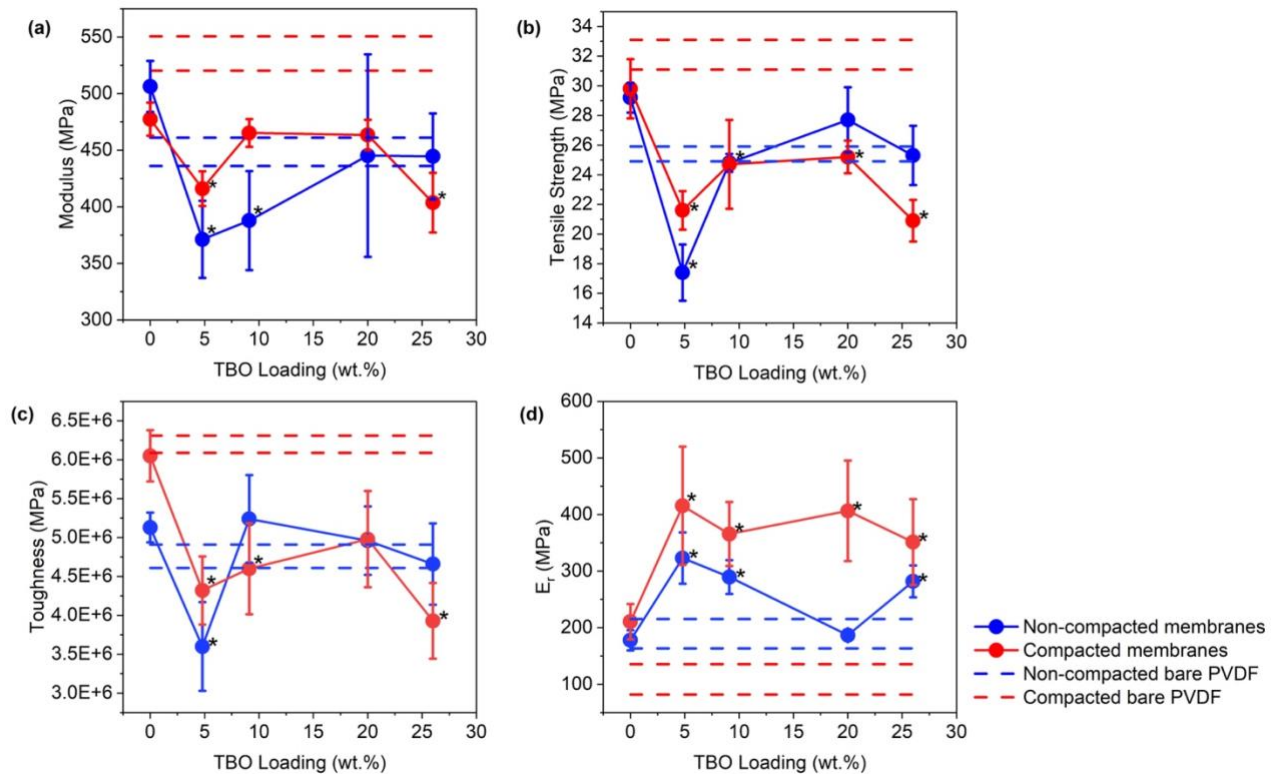 (a)
550
500
450
400
350
300
Modulus (MPa)
0 5 10 15 20 25 30
TBO Loading (wt.%)
* * * *
(b)
34
32
30
28
26
24
22
20
18
16
14
Tensile Strength (MPa)
0 5 10 15 20 25 30
TBO Loading (wt.%)
* * * * *
(c)
6.5E+6
6.0E+6
5.5E+6
5.0E+6
4.5E+6
4.0E+6
3.5E+6
3.0E+6
Toughness (MPa)
0 5 10 15 20 25 30
TBO Loading (wt.%)
* * * *
(d)
600
500
400
300
200
100
Er (MPa)
0 5 10 15 20 25 30
TBO Loading (wt.%)
* * * * * * *
Non-compacted membranes
Compacted membranes
Non-compacted bare PVDF
Compacted bare PVDF